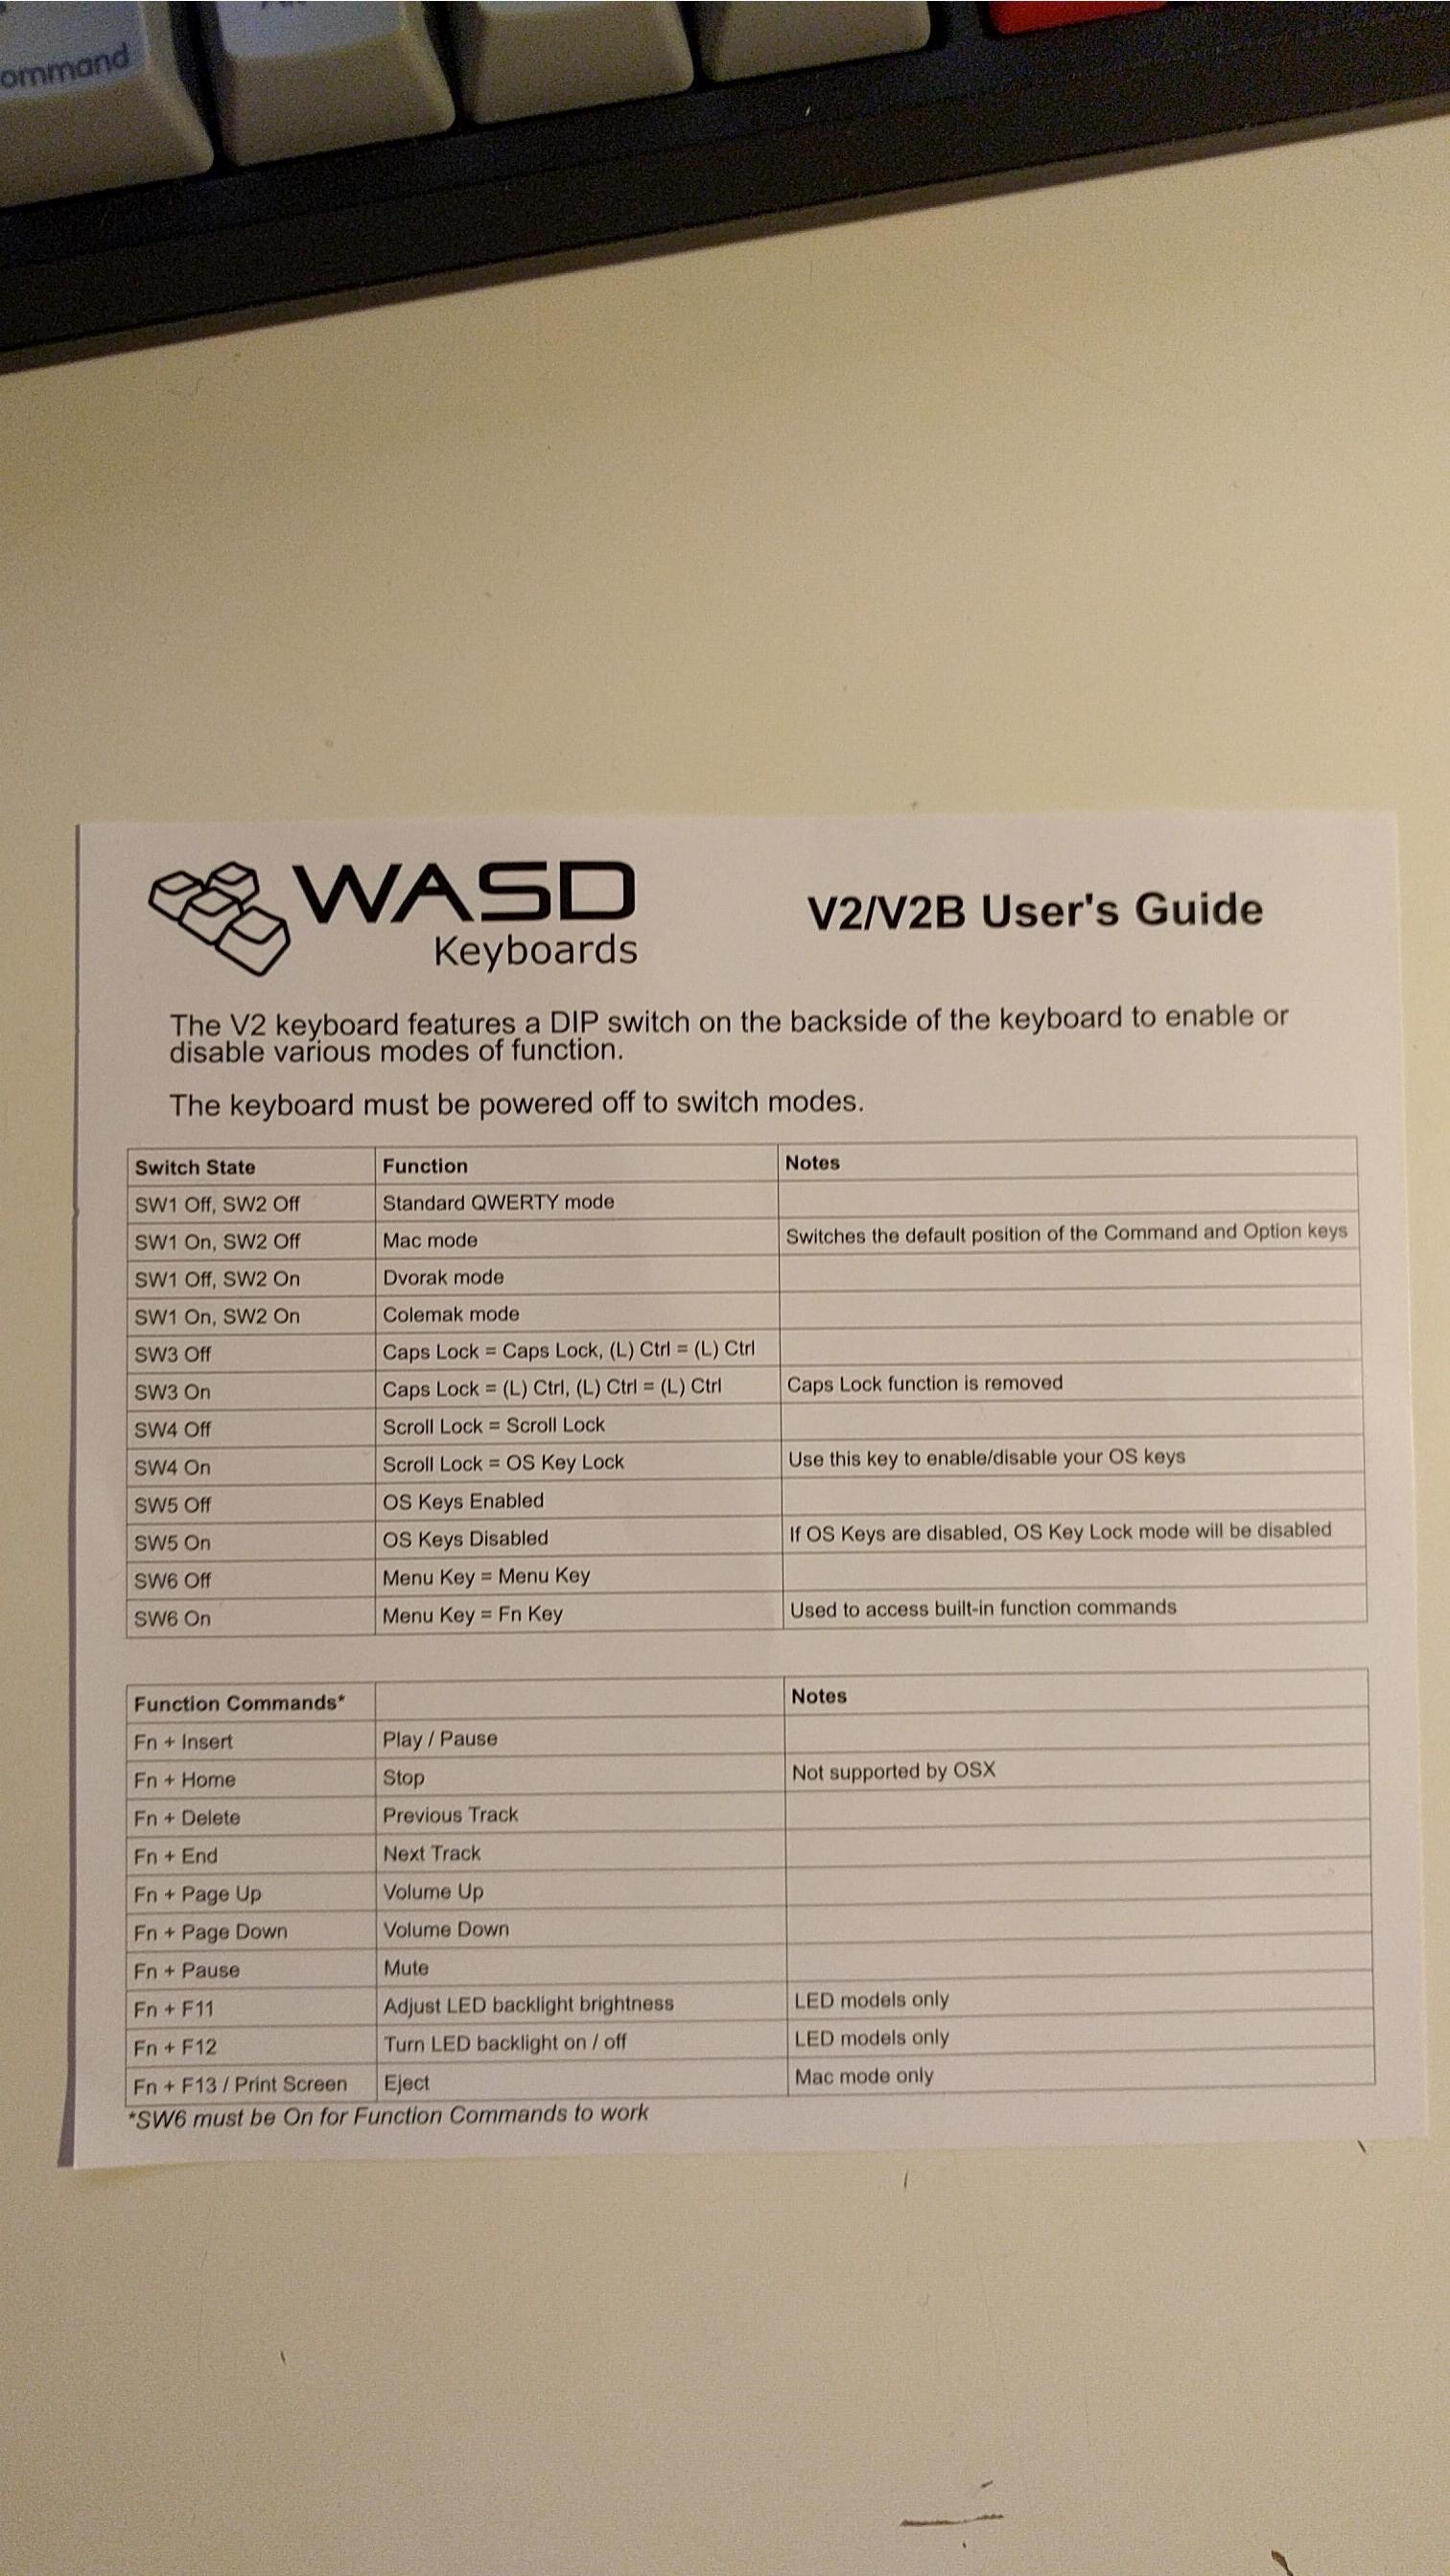 ommand
WASD
Keyboards
V2/V2B User's Guide
The V2 keyboard features a DIP switch on the backside of the keyboard to enable or
disable various modes of function.
The keyboard must be powered off to switch modes.
Switch State Function Notes
SW1 Off, SW2 Off Standard QWERTY mode
SW1 On, SW2 Off Mac mode Switches the default position of the Command and Option keys
SW1 Off, SW2 On Dvorak mode
SW1 On, SW2 On Colemak mode
SW3 Off Caps Lock = Caps Lock, (L) Ctrl = (L) Ctrl
SW3 On Caps Lock = (L) Ctrl, (L) Ctrl = (L) Ctrl Caps Lock function is removed
SW4 Off Scroll Lock = Scroll Lock
SW4 On Scroll Lock = OS Key Lock Use this key to enable/disable your OS keys
SW5 Off OS Keys Enabled
SW5 On OS Keys Disabled If OS Keys are disabled, OS Key Lock mode will be disabled
SW6 Off Menu Key = Menu Key
SW6 On Menu Key = Fn Key Used to access built-in function commands
Function Commands* Notes
Fn + Insert Play / Pause
Fn + Home Stop Not supported by OSX
Fn + Delete Previous Track
Fn + End Next Track
Fn + Page Up Volume Up
Fn + Page Down Volume Down
Fn + Pause Mute
Fn + F11 Adjust LED backlight brightness LED models only
Fn + F12 Turn LED backlight on / off LED models only
Fn + F13 / Print Screen Eject Mac mode only
*SW6 must be On for Function Commands to work